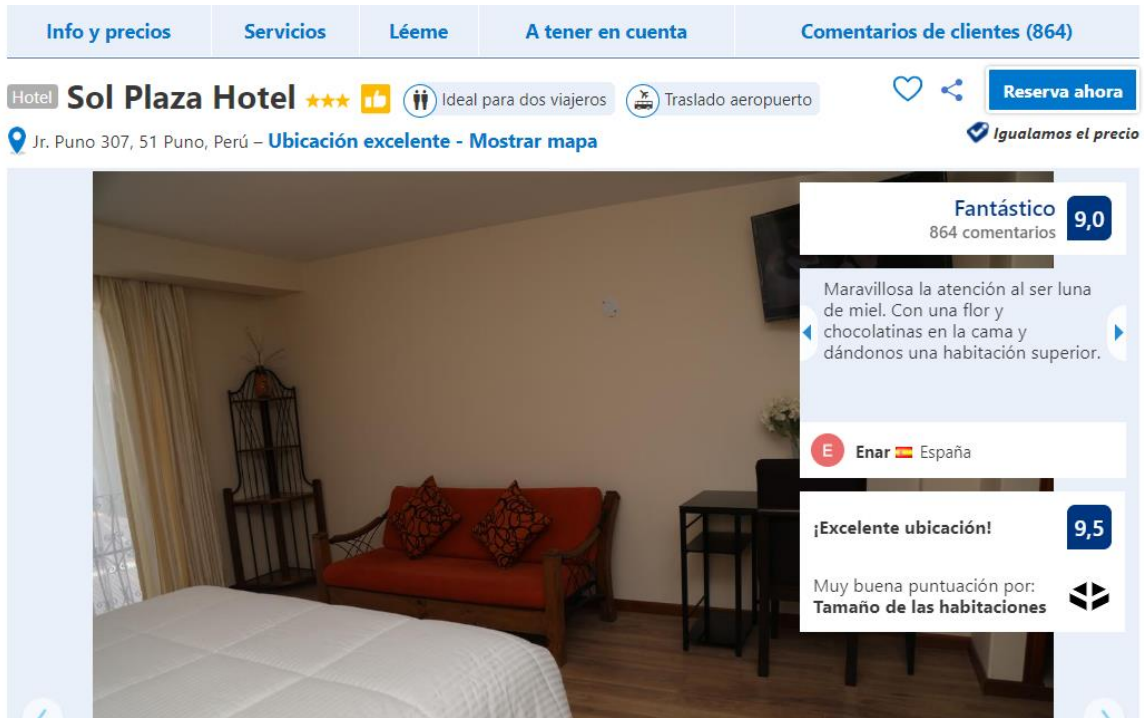 Info y precios
Servicios
Léeme
A tener en cuenta
Comentarios de clientes (864)
Hotel Sol Plaza Hotel
Ideal para dos viajeros
Traslado aeropuerto
Reserva ahora
Jr. Puno 307, 51 Puno, Perú – Ubicación excelente - Mostrar mapa
Igualamos el precio
Fantástico
864 comentarios
9,0
Maravillosa la atención al ser luna
de miel. Con una flor y
chocolatinas en la cama y
dándonos una habitación superior.
E
Enar España
¡Excelente ubicación!
9,5
Muy buena puntuación por:
Tamaño de las habitaciones